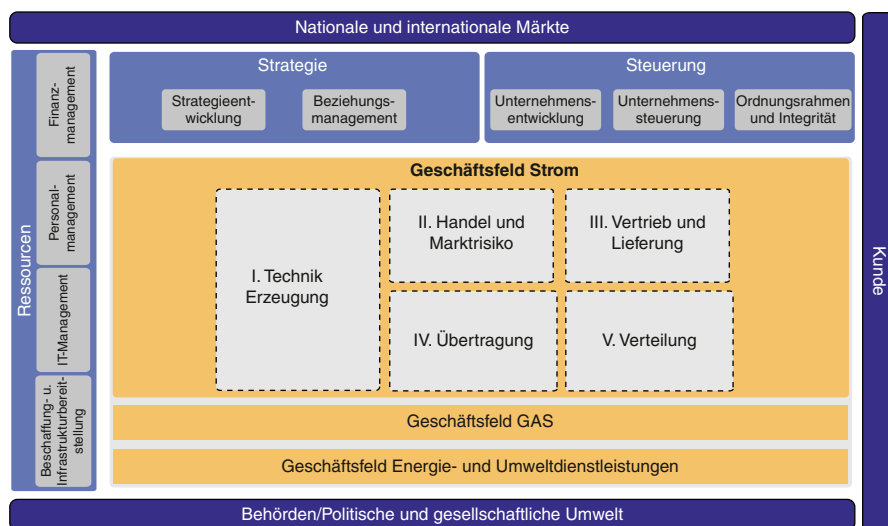 Nationale und internationale Märkte
Ressourcen
Finanz-
management
Personal-
management
IT-Management
Beschaffung- u.
Infrastrukturbereit-
stellung
Strategie
Strategieent-
wicklung
Beziehungs-
management
Steuerung
Unternehmens-
entwicklung
Unternehmens-
steuerung
Ordnungsrahmen
und Integrität
Geschäftsfeld Strom
I. Technik
Erzeugung
II. Handel und
Marktrisiko
III. Vertrieb und
Lieferung
IV. Übertragung
V. Verteilung
Geschäftsfeld GAS
Geschäftsfeld Energie- und Umweltdienstleistungen
Kunde
Behörden/Politische und gesellschaftliche Umwelt